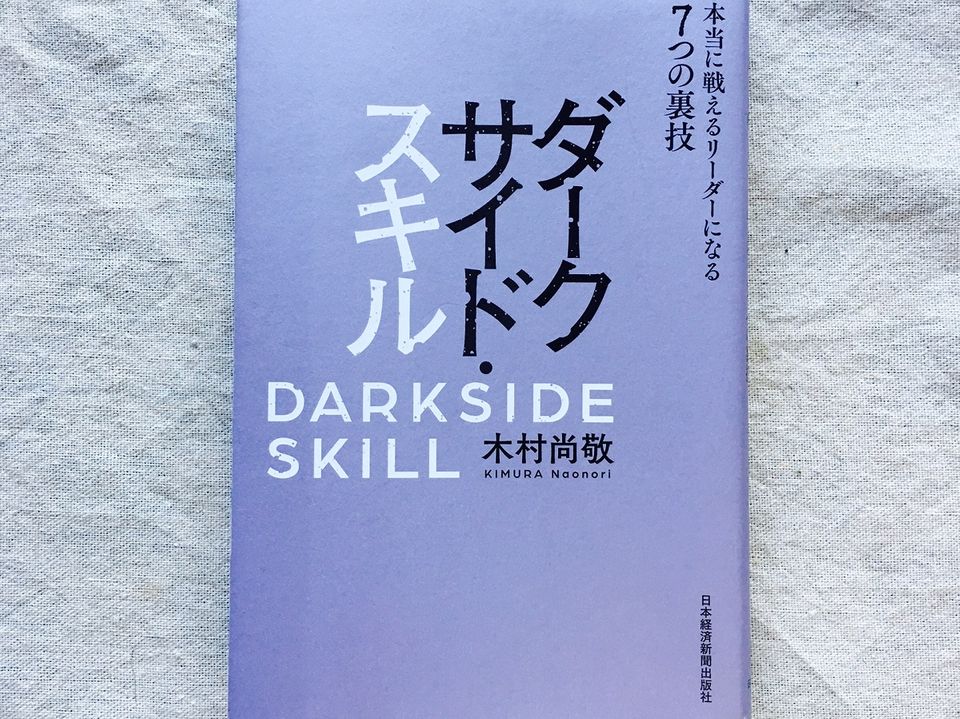 本当に戦えるリーダーになる
7つの裏技
ダーク
サイド・
スキル
DARKSIDE
SKILL
木村尚敬
KIMURA Naonori
日本経済新聞出版社